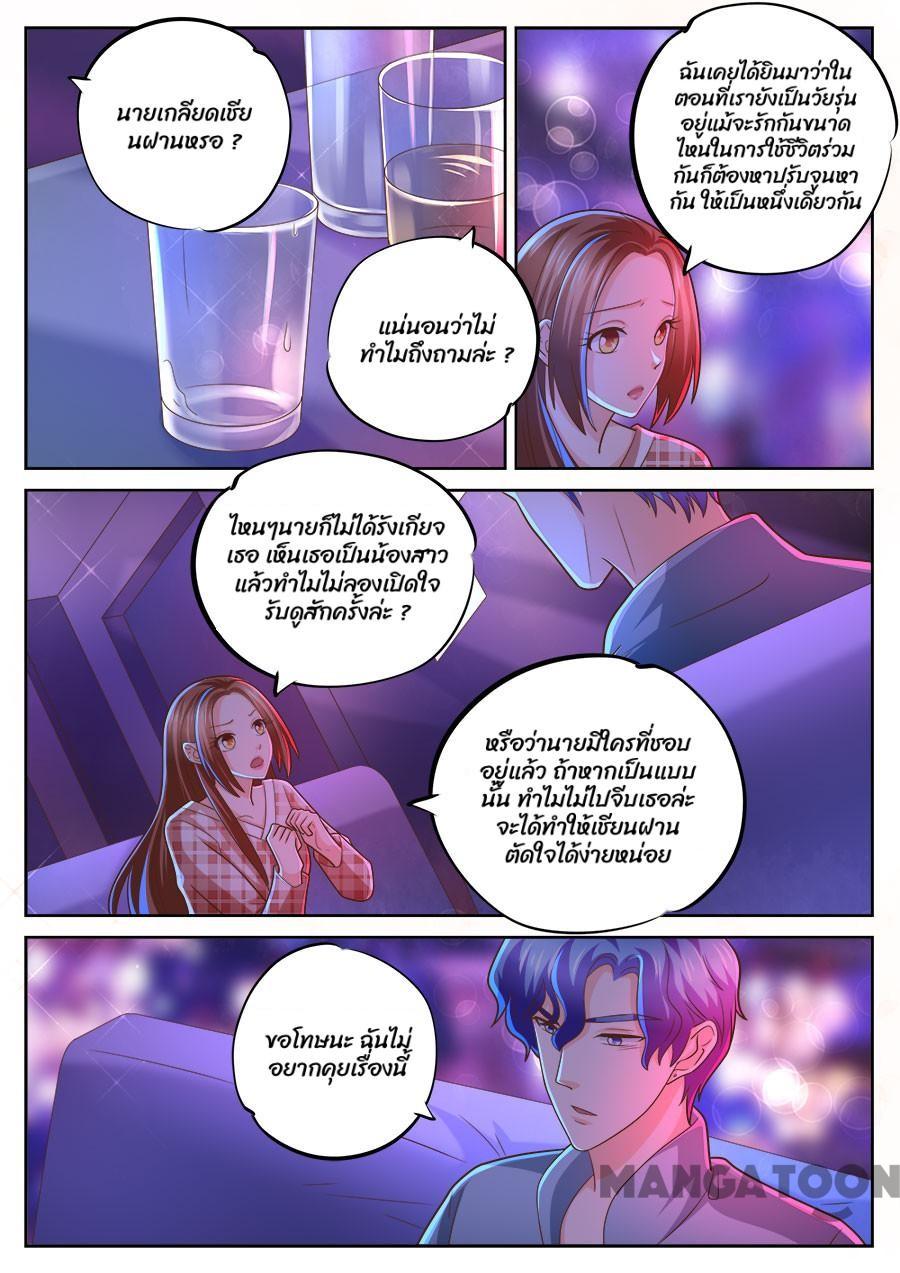 นายเกลียดเชีย
นฝานหรอ ?
แน่นอนว่าไม่
ทำไมถึงถามล่ะ ?
ฉันเคยได้ยินมาว่าใน
ตอนที่เรายังเป็นวัยรุ่น
อยู่แม้จะรักกันขนาด
ไหนในการใช้ชีวิตร่วม
กันก็ต้องหาปรับจูนหา
กัน ให้เป็นหนึ่งเดียวกัน
ไหนๆนายก็ไม่ได้รังเกียจ
เธอ เห็นเธอเป็นน้องสาว
แล้วทำไมไม่ลองเปิดใจ
รับดูสักครั้งล่ะ ?
หรือว่านายมีใครที่ชอบ
อยู่แล้ว ถ้าหากเป็นแบบ
นั้น ทำไมไม่ไปจีบเธอล่ะ
จะได้ทำให้เชียนฝาน
ตัดใจได้ง่ายหน่อย
ขอโทษนะ ฉันไม่
อยากคุยเรื่องนี้
MANGATOON